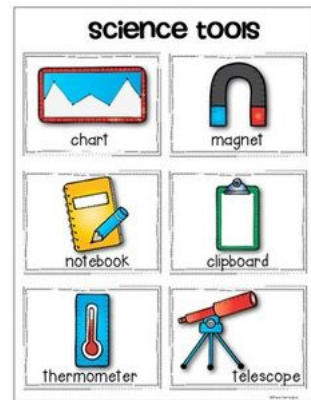 science tools
chart
magnet
notebook
clipboard
thermometer
telescope